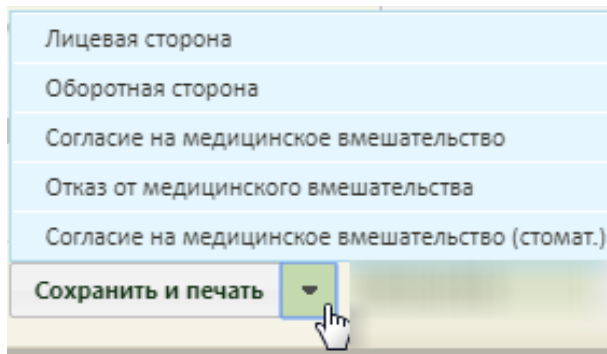 Лицевая сторона
Оборотная сторона
Согласие на медицинское вмешательство
Отказ от медицинского вмешательства
Согласие на медицинское вмешательство (стомат.)
Сохранить и печать